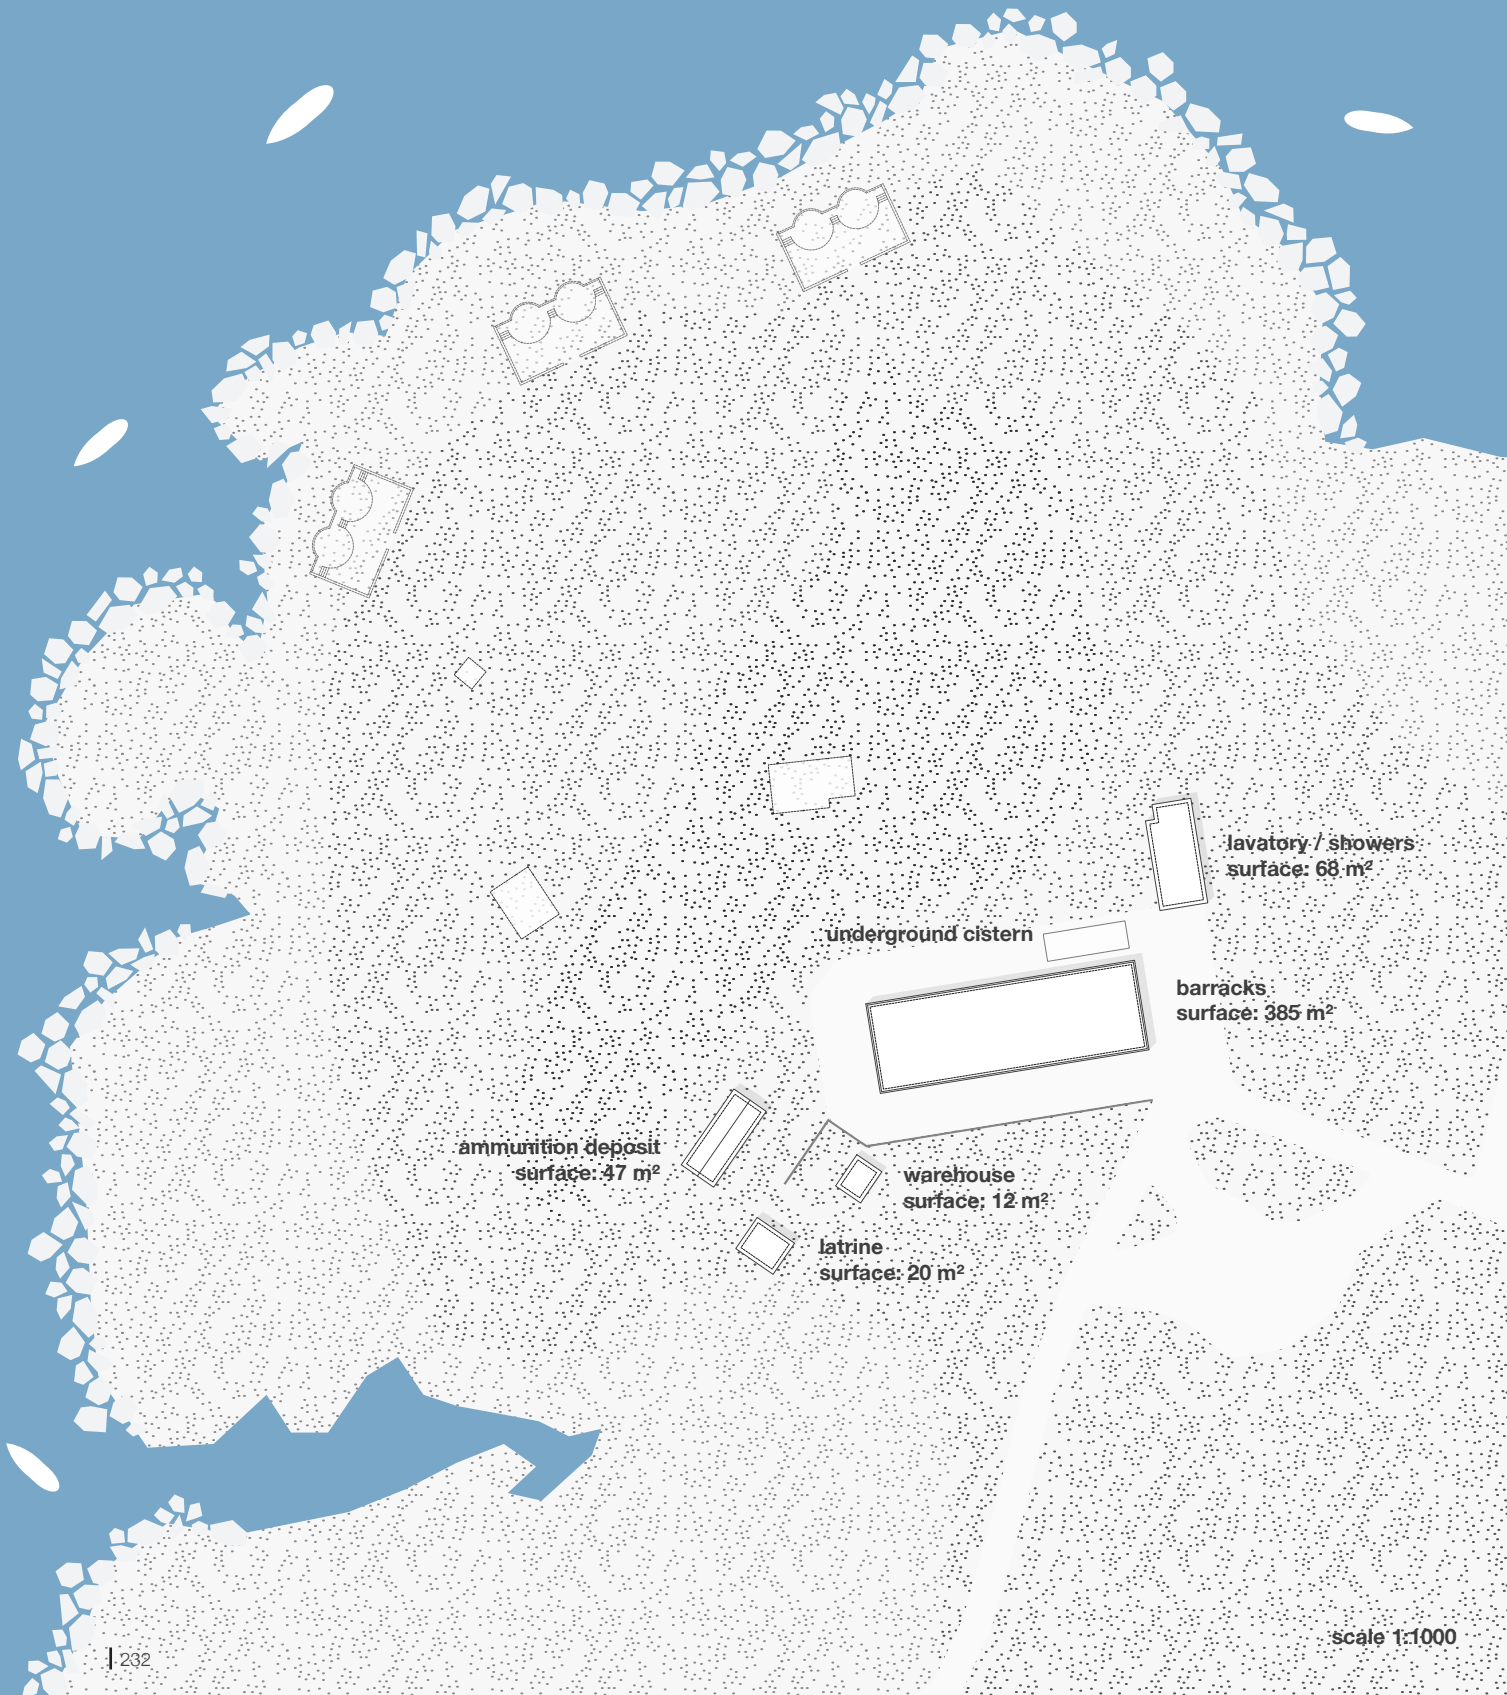 lavatory / showers
surface: 68 m²
underground cistern
barracks
surface: 385 m²
ammunition deposit
surface: 47 m²
warehouse
surface: 12 m²
latrine
surface: 20 m²
scale 1:1000
232